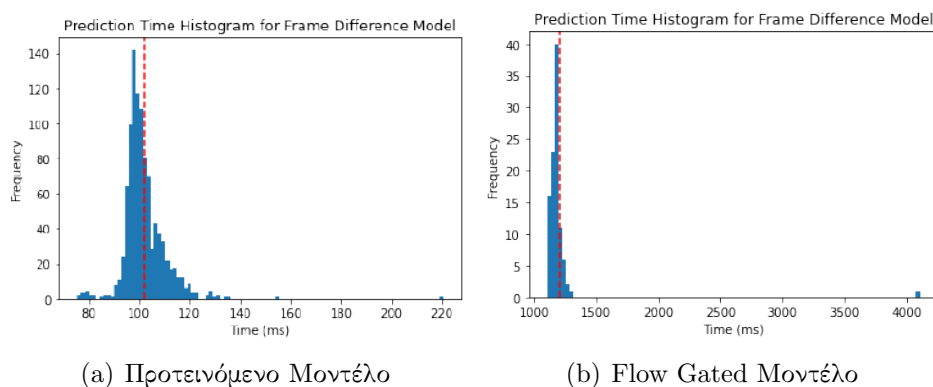 Prediction Time Histogram for Frame Difference Model
140
120
100
80
60
40
20
0
Frequency
80 100 120 140 160 180 200 220
Time (ms)
(a) Προτεινόμενο Μοντέλο
Prediction Time Histogram for Frame Difference Model
40
35
30
25
20
15
10
5
0
Frequency
1000 1500 2000 2500 3000 3500 4000
Time (ms)
(b) Flow Gated Μοντέλο